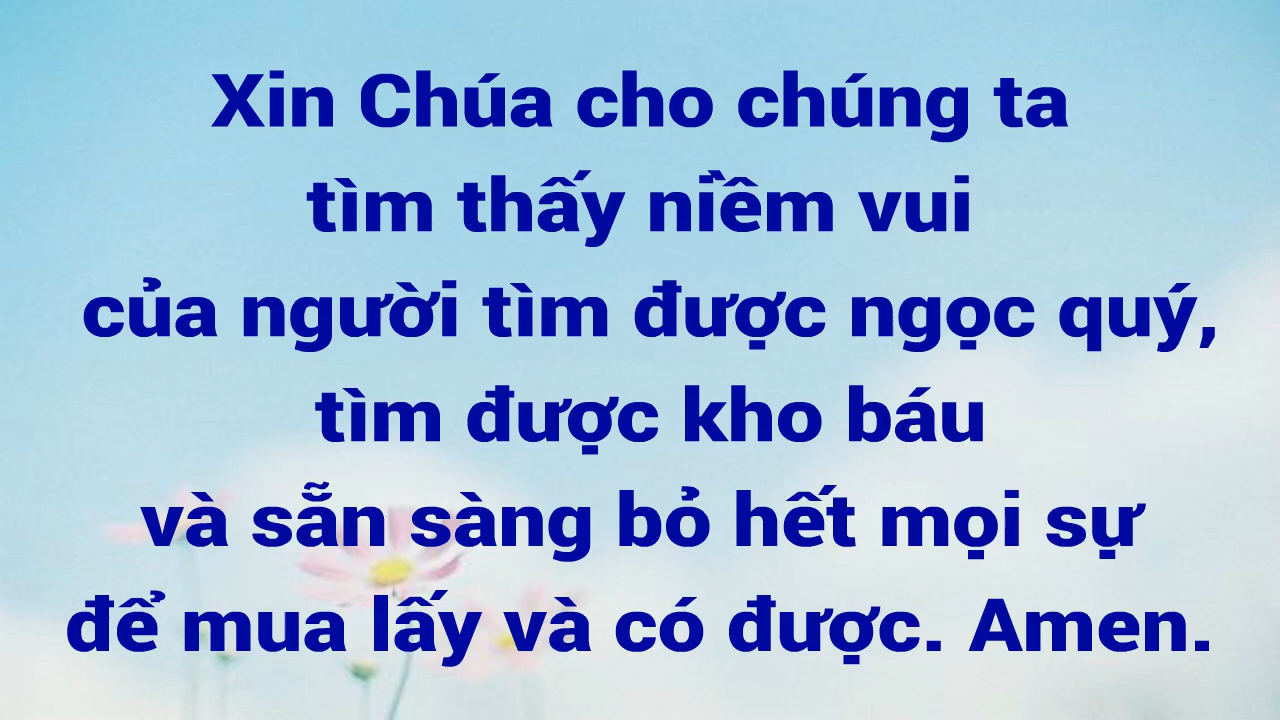 Xin Chúa cho chúng ta
tìm thấy niềm vui
của người tìm được ngọc quý,
tìm được kho báu
và sẵn sàng bỏ hết mọi sự
để mua lấy và có được. Amen.